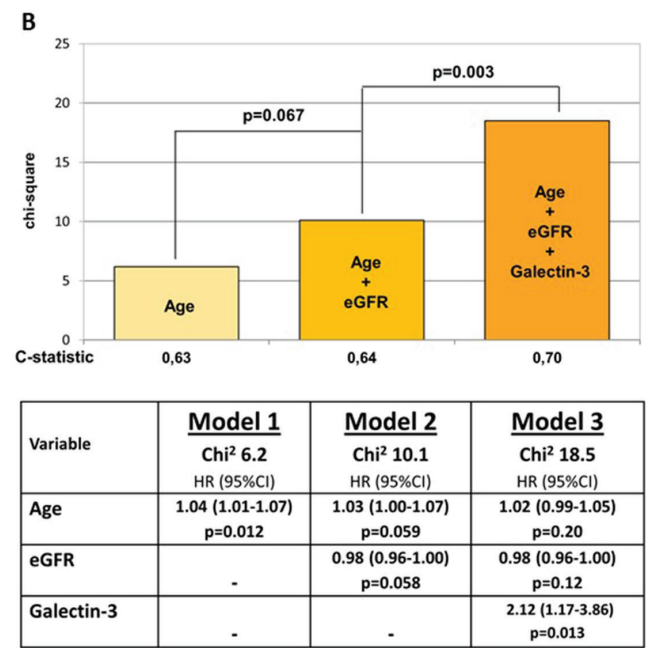 B
25
20
15
10
5
0
chi-square
p=0.067
p=0.003
Age
Age
+
eGFR
Age
+
eGFR
+
Galectin-3
C-statistic 0,63 0,64 0,70
Variable
Model 1
Chi² 6.2
HR (95%CI)
Model 2
Chi² 10.1
HR (95%CI)
Model 3
Chi² 18.5
HR (95%CI)
Age
1.04 (1.01-1.07)
p=0.012
1.03 (1.00-1.07)
p=0.059
1.02 (0.99-1.05)
p=0.20
eGFR
-
0.98 (0.96-1.00)
p=0.058
0.98 (0.96-1.00)
p=0.12
Galectin-3
-
-
2.12 (1.17-3.86)
p=0.013